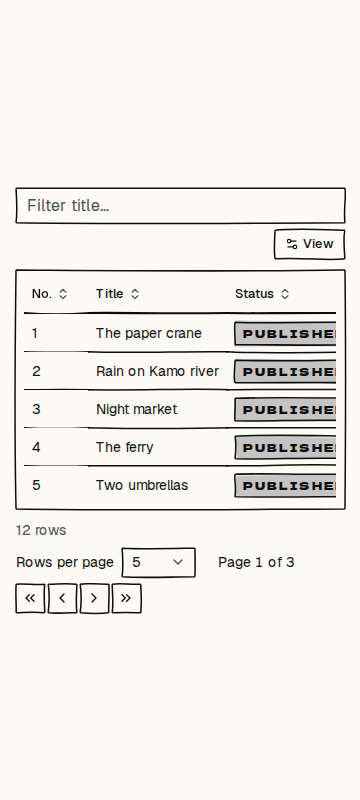 Filter title...
View
No. Title Status
1 The paper crane
2 Rain on Kamo river
3 Night market
4 The ferry
5 Two umbrellas
12 rows
Rows per page 5 Page 1 of 3